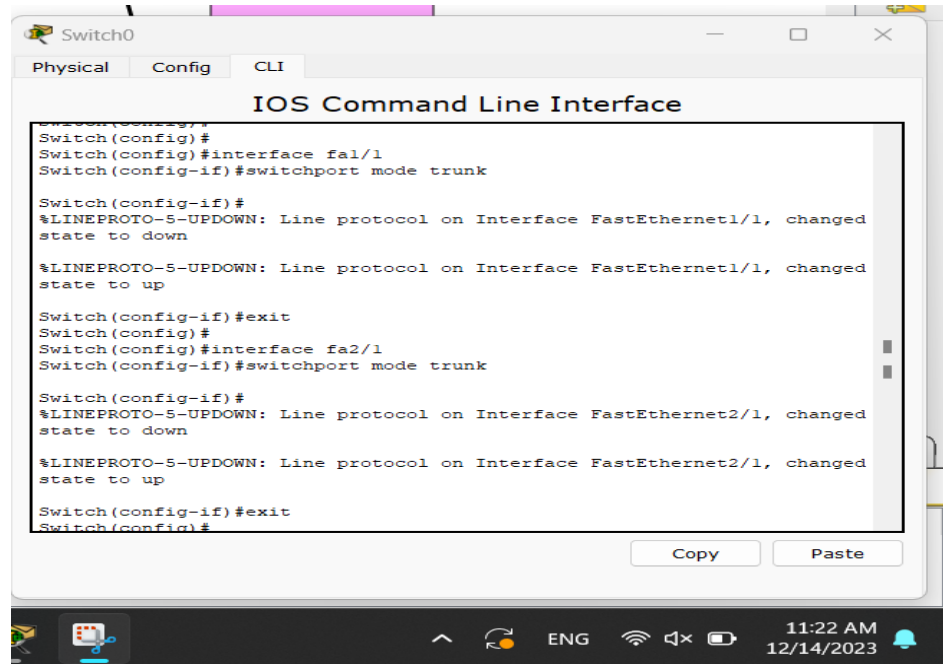 Switch0
Physical Config CLI
IOS Command Line Interface
Switch(config)#
Switch(config)#
Switch(config)#interface fa1/1
Switch(config-if)#switchport mode trunk
Switch(config-if)#
%LINEPROTO-5-UPDOWN: Line protocol on Interface FastEthernet1/1, changed
state to down
%LINEPROTO-5-UPDOWN: Line protocol on Interface FastEthernet1/1, changed
state to up
Switch(config-if)#exit
Switch(config)#
Switch(config)#interface fa2/1
Switch(config-if)#switchport mode trunk
Switch(config-if)#
%LINEPROTO-5-UPDOWN: Line protocol on Interface FastEthernet2/1, changed
state to down
%LINEPROTO-5-UPDOWN: Line protocol on Interface FastEthernet2/1, changed
state to up
Switch(config-if)#exit
Switch(config)#
Copy Paste
ENG
11:22 AM
12/14/2023